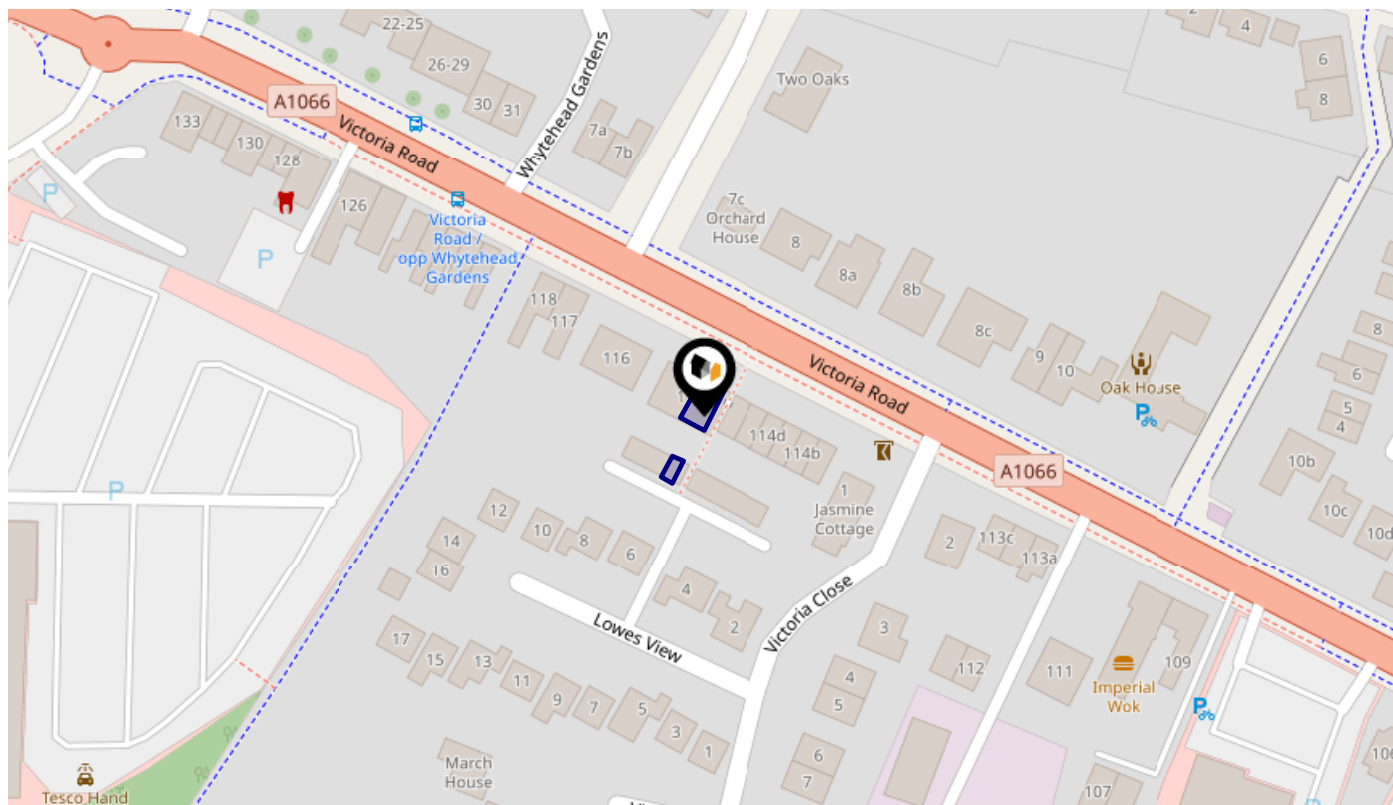 22-25
26-29
30
31
Whytehead Gardens
4
6
8
Two Oaks
A1066
133
130
128
Victoria Road
7a
7b
P
126
Victoria
Road /
opp Whytehead
Gardens
P
7c
Orchard
House
8
8a
8b
8c
118
117
116
Victoria Road
9
10
Oak House
P
8
6
5
4
114d
114b
A1066
10b
10c
10d
P
1
Jasmine
Cottage
12
10
8
6
14
16
4
2
2
113c
113a
Lowes View
Victoria Close
3
17
15
13
11
9
7
5
3
1
4
5
112
111
109
Imperial
Wok
P
6
7
March
House
107
106
Tesco Hand